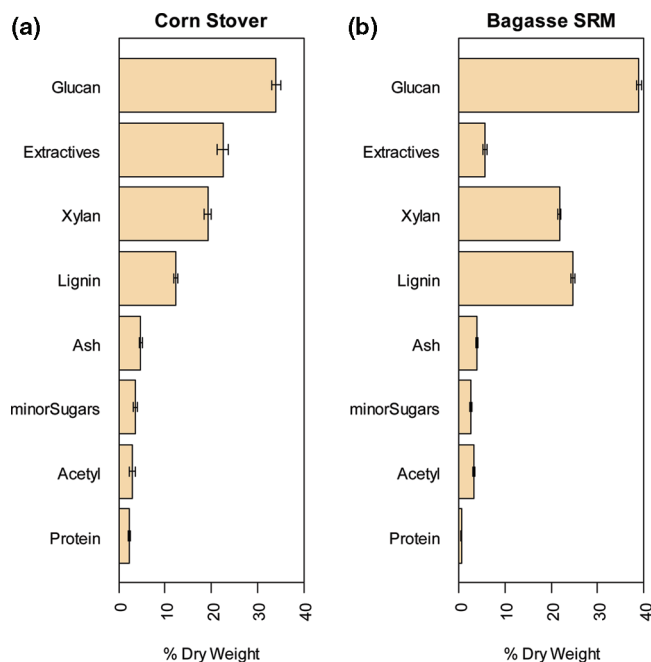 (a) Corn Stover
Glucan
Extractives
Xylan
Lignin
Ash
minorSugars
Acetyl
Protein
0 10 20 30 40
% Dry Weight
(b) Bagasse SRM
Glucan
Extractives
Xylan
Lignin
Ash
minorSugars
Acetyl
Protein
0 10 20 30 40
% Dry Weight